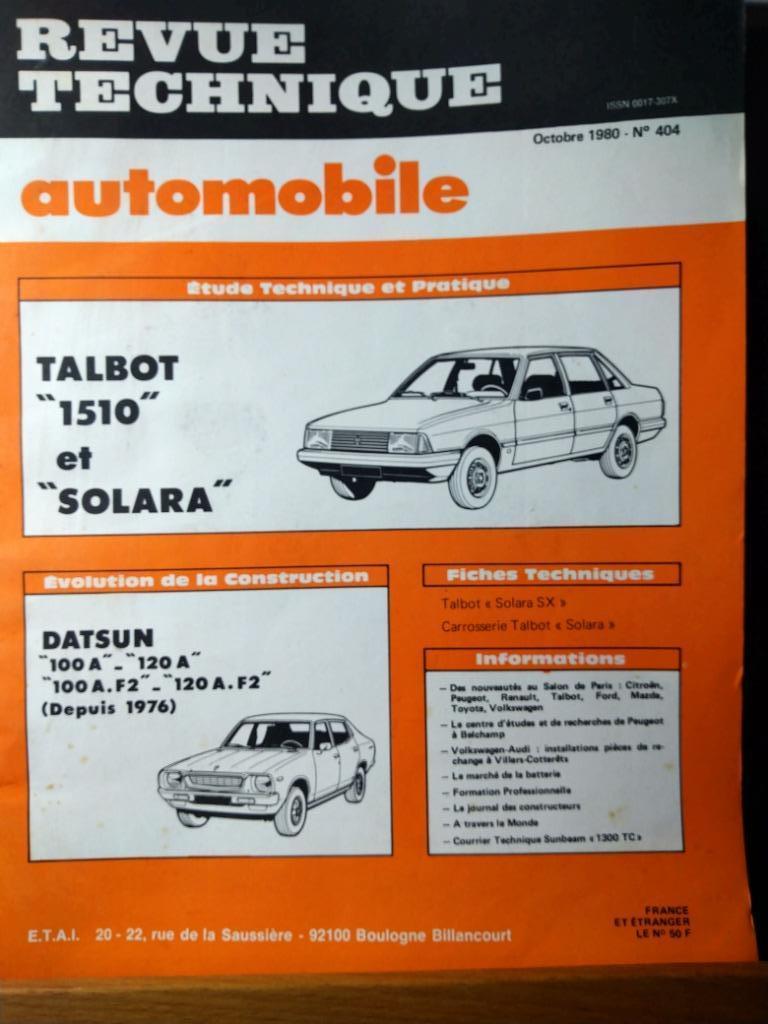 REVUE
TECHNIQUE
ISSN 0017-307X
Octobre 1980 - N° 404
automobile
Étude Technique et Pratique
TALBOT
"1510"
et
"SOLARA"
Évolution de la Construction
DATSUN
"100 A" - "120 A"
"100 A.F2" - "120 A.F2"
(Depuis 1976)
Fiches Techniques
Talbot « Solara SX »
Carrosserie Talbot « Solara »
Informations
— Des nouveautés au Salon de Paris : Citroën,
Peugeot, Renault, Talbot, Ford, Mazda,
Toyota, Volkswagen
— Le centre d'études et de recherches de Peugeot
à Belchamp
— Volkswagen-Audi : installations pièces de re-
change à Villers-Cotterêts
— Le marché de la batterie
— Formation Professionnelle
— Le journal des constructeurs
— A travers le Monde
— Courrier Technique Sunbeam « 1300 TC »
E.T.A.I. 20 - 22, rue de la Saussière - 92100 Boulogne Billancourt
FRANCE
ET ÉTRANGER
LE N° 50 F